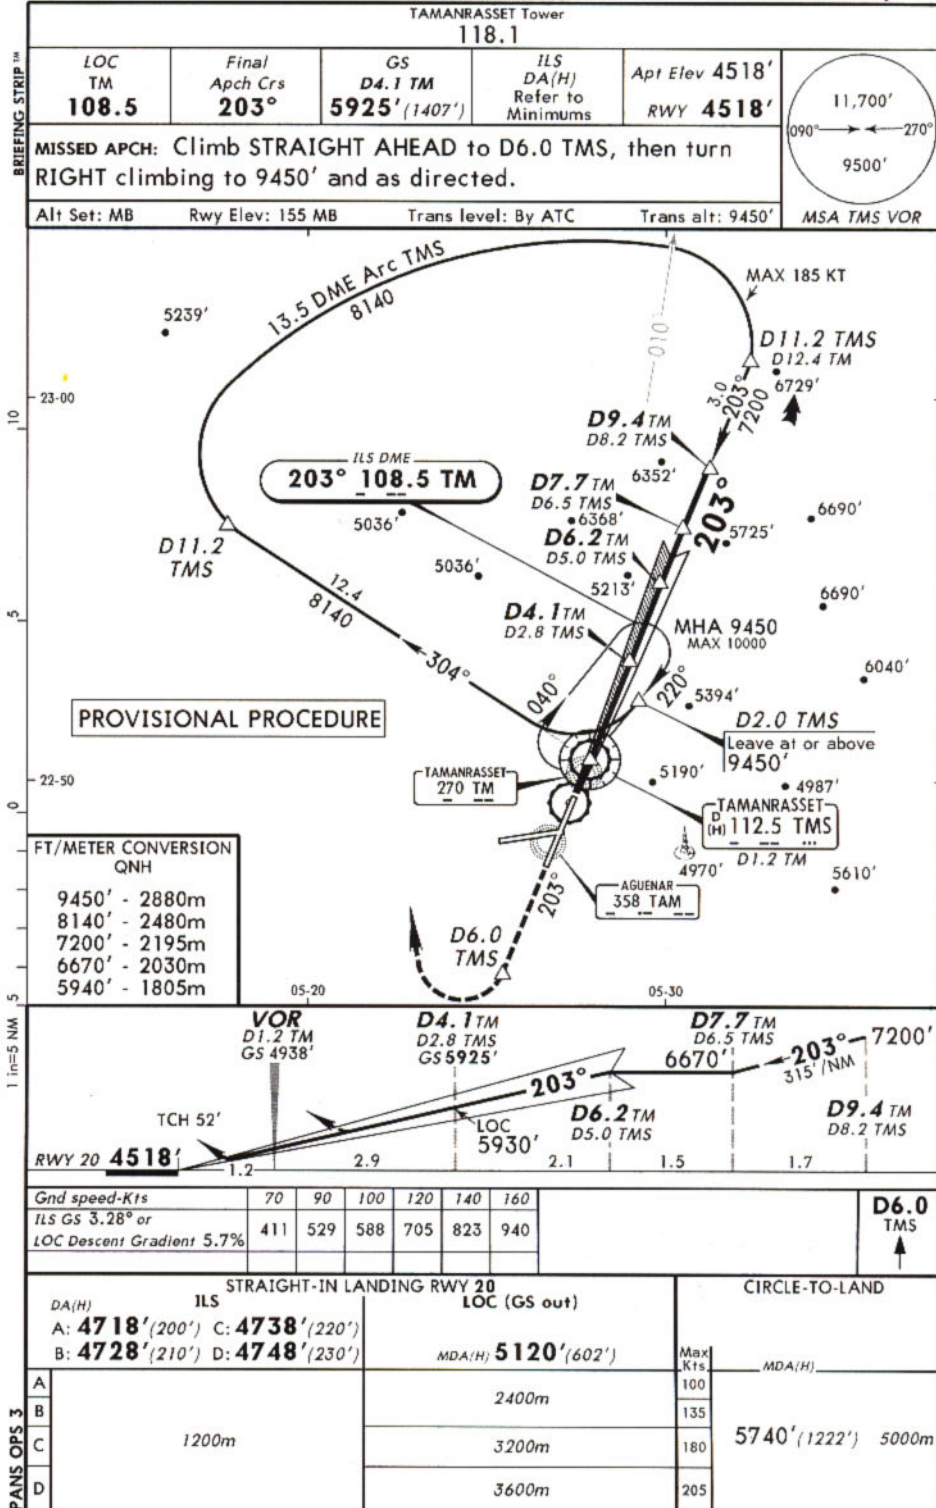 TAMANRASSET Tower
118.1
BRIEFING STRIP™
LOC
TM
108.5
Final
Apch Crs
203°
GS
D4.1 TM
5925' (1407')
ILS
DA(H)
Refer to
Minimums
Apt Elev 4518'
RWY 4518'
11,700'
090° 270°
9500'
MSA TMS VOR
MISSED APCH: Climb STRAIGHT AHEAD to D6.0 TMS, then turn
RIGHT climbing to 9450' and as directed.
Alt Set: MB Rwy Elev: 155 MB Trans level: By ATC Trans alt: 9450'
13.5 DME Arc TMS
8140
MAX 185 KT
5239'
010°
D11.2 TMS
D12.4 TM
6729'
23-00
3.0
203°
7200
D9.4 TM
D8.2 TMS
ILS DME
203° 108.5 TM
6352'
D7.7 TM
D6.5 TMS
203°
5036'
6368'
5725'
6690'
D11.2
TMS
D6.2 TM
D5.0 TMS
5036'
5213'
12.4
8140
6690'
D4.1 TM
D2.8 TMS
MHA 9450
MAX 10000
304°
040°
220°
6040'
5394'
PROVISIONAL PROCEDURE
D2.0 TMS
Leave at or above
9450'
22-50
TAMANRASSET
270 TM
5190'
4987'
TAMANRASSET
D
(H) 112.5 TMS
D1.2 TM
4970'
5610'
AGUENAR
358 TAM
203°
D6.0
TMS
FT/METER CONVERSION
QNH
9450' - 2880m
8140' - 2480m
7200' - 2195m
6670' - 2030m
5940' - 1805m
05-20
05-30
10
5
0
5
1 in=5 NM
VOR
D1.2 TM
GS 4938'
D4.1 TM
D2.8 TMS
GS 5925'
D7.7 TM
D6.5 TMS
6670'
203°
315'/NM
7200'
TCH 52'
203°
LOC
5930'
D6.2 TM
D5.0 TMS
D9.4 TM
D8.2 TMS
RWY 20 4518'
1.2 2.9 2.1 1.5 1.7
Gnd speed-Kts 70 90 100 120 140 160
ILS GS 3.28° or
LOC Descent Gradient 5.7% 411 529 588 705 823 940
D6.0
TMS
STRAIGHT-IN LANDING RWY 20
CIRCLE-TO-LAND
ILS
DA(H)
A: 4718' (200') C: 4738' (220')
B: 4728' (210') D: 4748' (230')
LOC (GS out)
MDA(H) 5120' (602')
Max
Kts
MDA(H)
A
B
C
D
1200m
2400m
3200m
3600m
100
135
180
205
5740' (1222') 5000m
PANS OPS 3